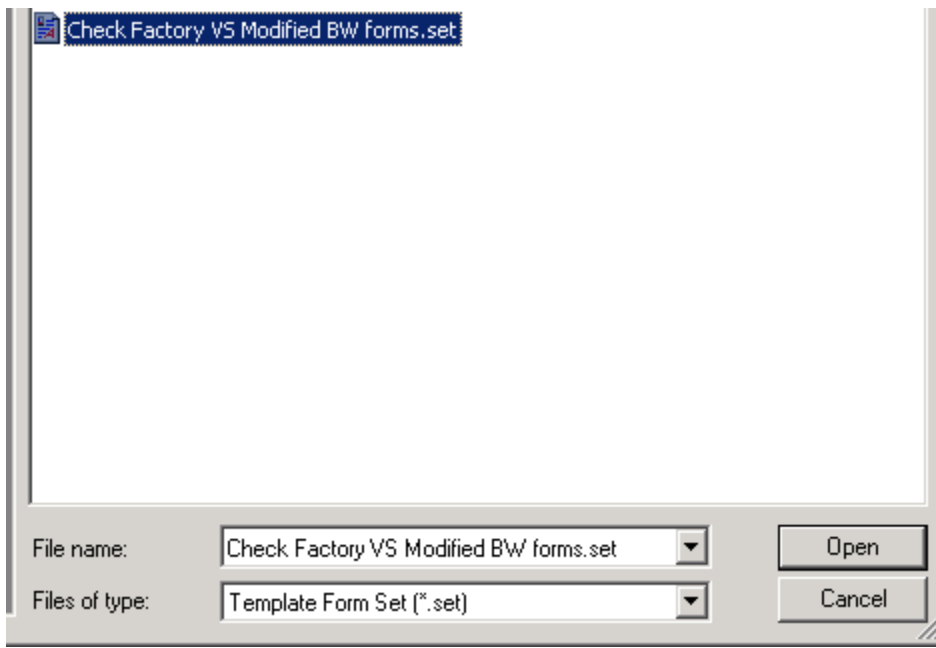 Check Factory VS Modified BW forms.set
File name: Check Factory VS Modified BW forms.set Open
Files of type: Template Form Set (*.set) Cancel